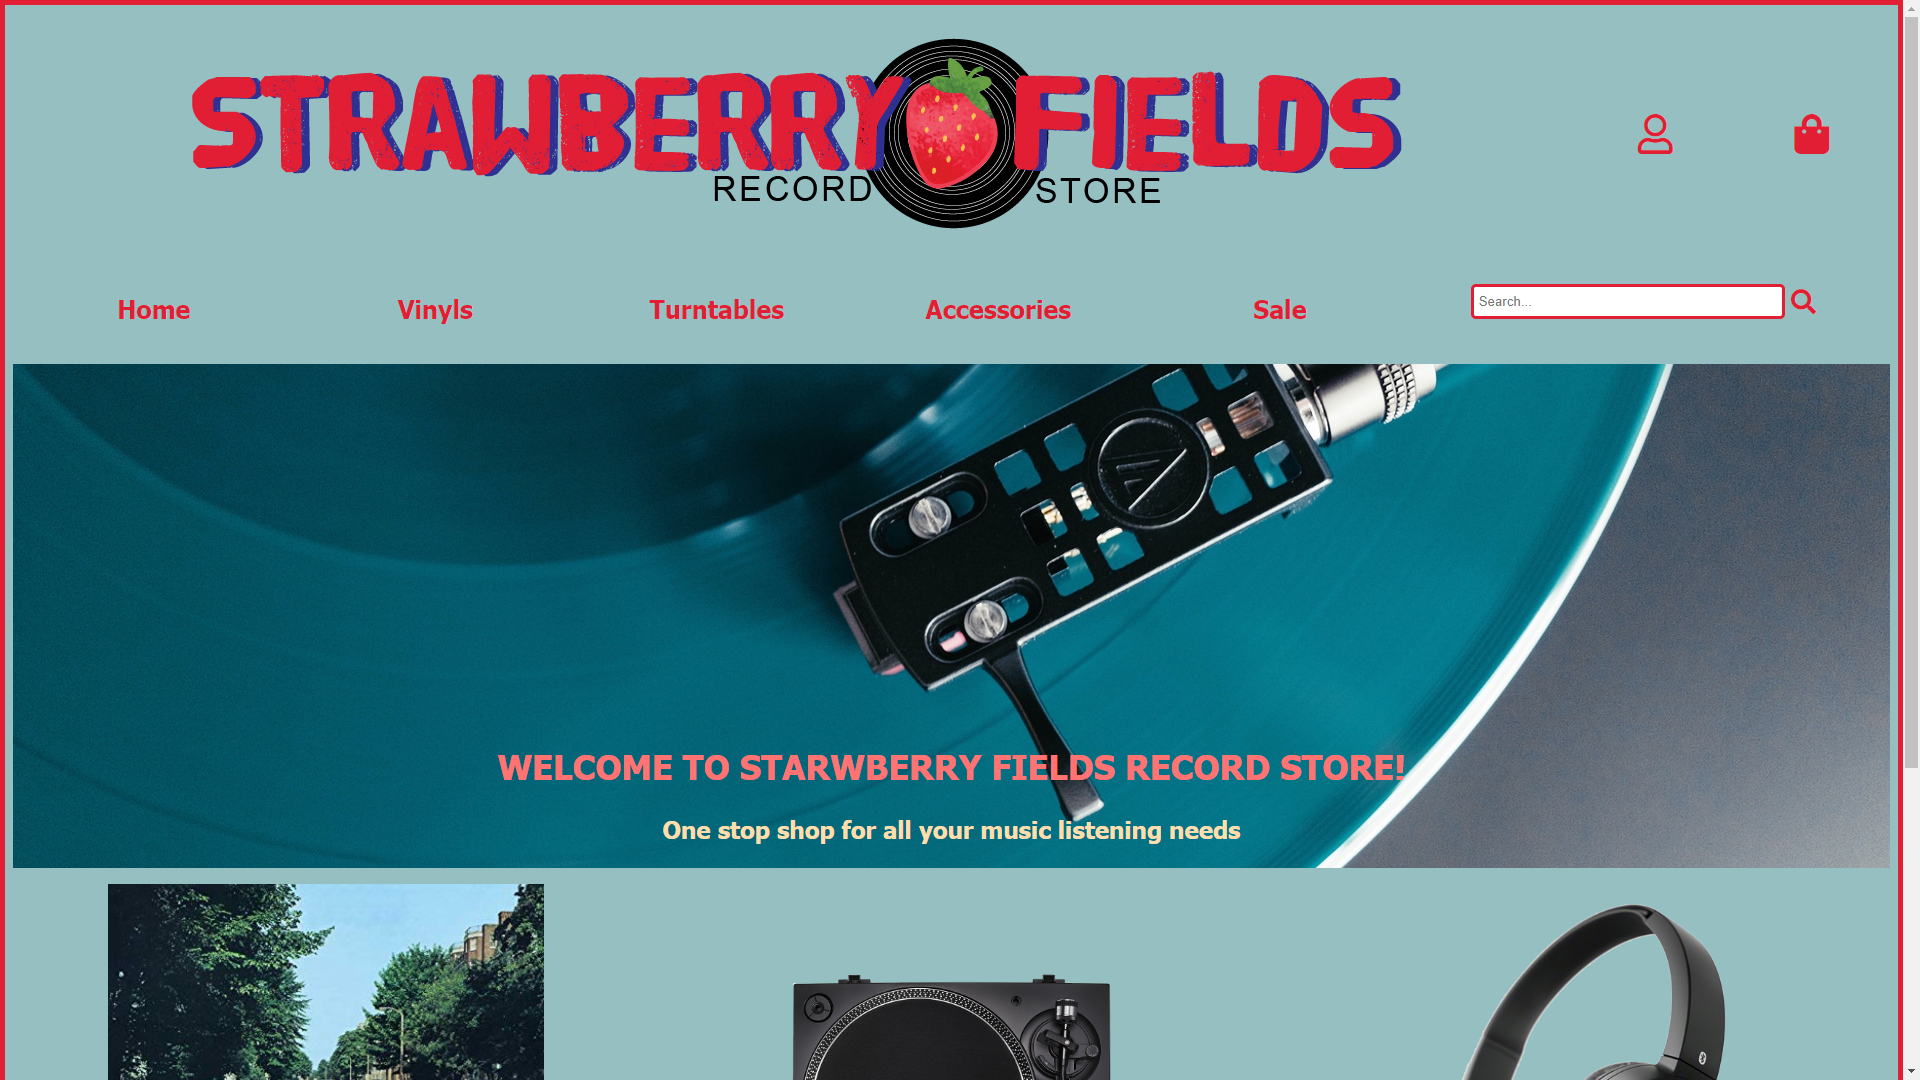 STRAWBERRY FIELDS
RECORD STORE
Home Vinyls Turntables Accessories Sale Search...
WELCOME TO STARWBERRY FIELDS RECORD STORE!
One stop shop for all your music listening needs